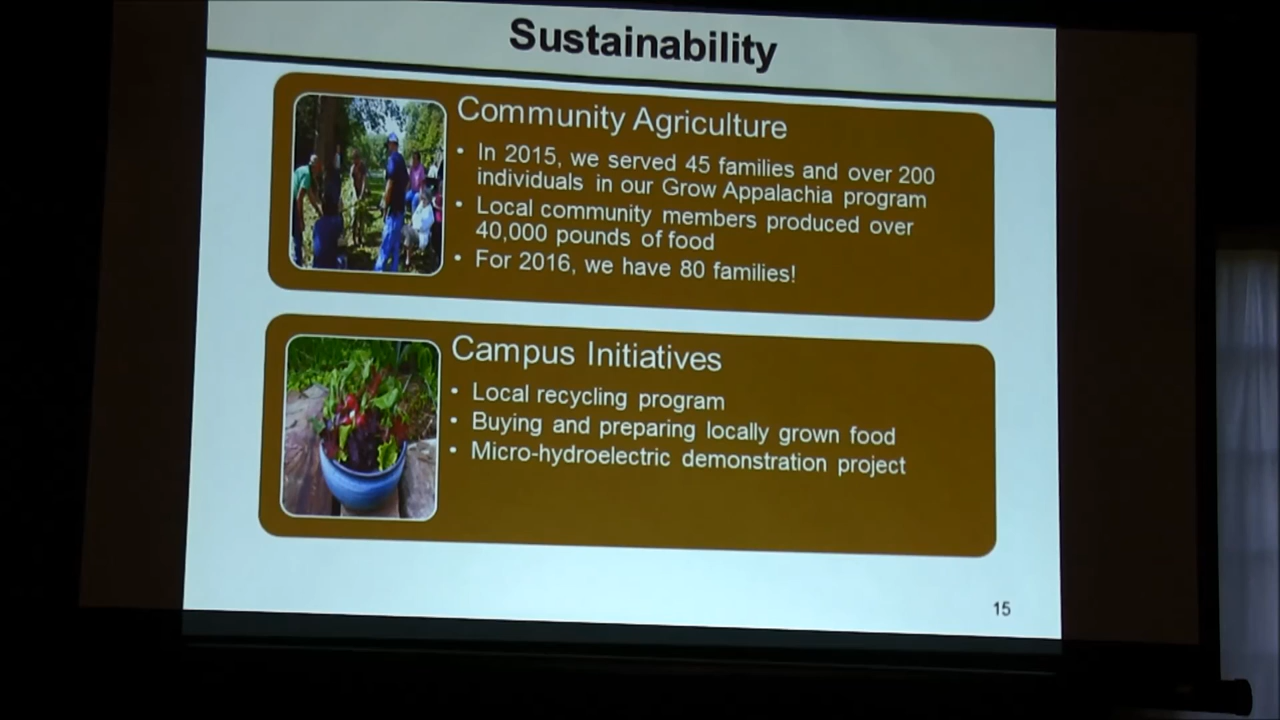 Sustainability
Community Agriculture
• In 2015, we served 45 families and over 200
individuals in our Grow Appalachia program
• Local community members produced over
40,000 pounds of food
• For 2016, we have 80 families!
Campus Initiatives
• Local recycling program
• Buying and preparing locally grown food
• Micro-hydroelectric demonstration project
15